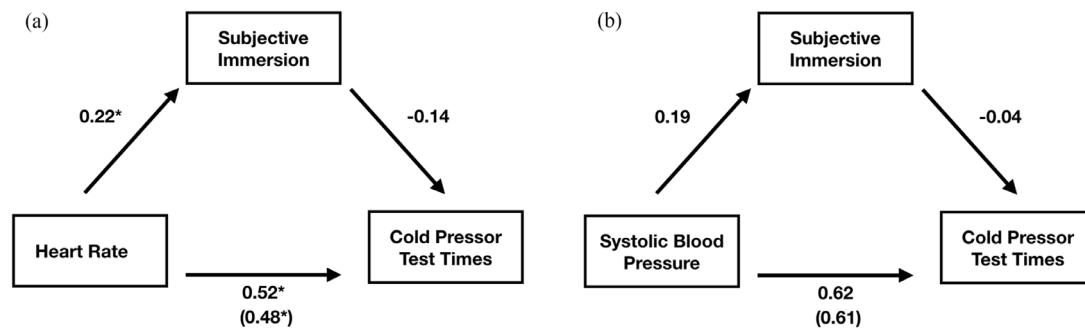 (a)
Subjective
Immersion
0.22*
-0.14
Heart Rate
Cold Pressor
Test Times
0.52*
(0.48*)
(b)
Subjective
Immersion
0.19
-0.04
Systolic Blood
Pressure
Cold Pressor
Test Times
0.62
(0.61)